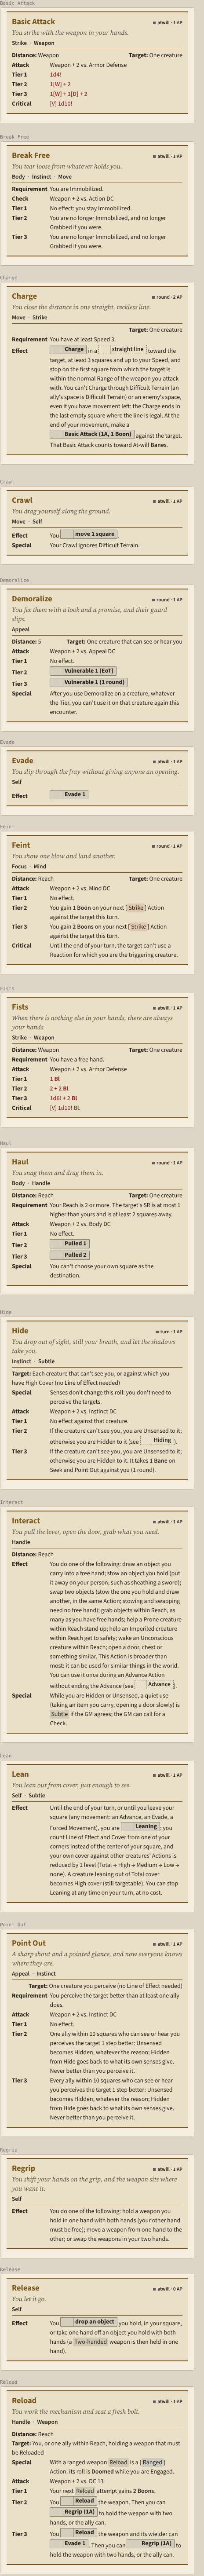 Basic Attack
Basic Attack ■ atwill · 1 AP
You strike with the weapon in your hands.
Strike · Weapon
Distance: Weapon Target: One creature
Attack Weapon + 2 vs. Armor Defense
Tier 1 1d4!
Tier 2 1[W] + 2
Tier 3 1[W] + 1[D] + 2
Critical [V] 1d10!
Break Free
Break Free ■ atwill · 1 AP
You tear loose from whatever holds you.
Body · Instinct · Move
Requirement You are Immobilized.
Check Weapon + 2 vs. Action DC
Tier 1 No effect; you stay Immobilized.
Tier 2 You are no longer Immobilized, and no longer
Grabbed if you were.
Tier 3 You are no longer Immobilized, and no longer
Grabbed if you were.
Charge
Charge ■ round · 2 AP
You close the distance in one straight, reckless line.
Move · Strike
Target: One creature
Requirement You have at least Speed 3.
Effect Charge in a straight line toward the
target, at least 3 squares and up to your Speed, and
stop on the first square from which the target is
within the normal Range of the weapon you attack
with. You can't Charge through Difficult Terrain (an
ally's space is Difficult Terrain) or an enemy's space,
even if you have movement left: the Charge ends in
the last empty square where the line is legal. At the
end of your movement, make a
Basic Attack (1A, 1 Boon) against the target.
That Basic Attack counts toward At-will Banes.
Crawl
Crawl ■ atwill · 1 AP
You drag yourself along the ground.
Move · Self
Effect You move 1 square.
Special Your Crawl ignores Difficult Terrain.
Demoralize
Demoralize ■ round · 1 AP
You fix them with a look and a promise, and their guard
slips.
Appeal
Distance: 5 Target: One creature that can see or hear you
Attack Weapon + 2 vs. Appeal DC
Tier 1 No effect.
Tier 2 Vulnerable 1 (EoT)
Tier 3 Vulnerable 1 (1 round)
Special After you use Demoralize on a creature, whatever
the Tier, you can't use it on that creature again this
encounter.
Evade
Evade ■ atwill · 1 AP
You slip through the fray without giving anyone an opening.
Self
Effect Evade 1
Feint
Feint ■ round · 1 AP
You show one blow and land another.
Focus · Mind
Distance: Reach Target: One creature
Attack Weapon + 2 vs. Mind DC
Tier 1 No effect.
Tier 2 You gain 1 Boon on your next [Strike] Action
against the target this turn.
Tier 3 You gain 2 Boons on your next [Strike] Action
against the target this turn.
Critical Until the end of your turn, the target can't use a
Reaction for which you are the triggering creature.
Fists
Fists ■ atwill · 1 AP
When there is nothing else in your hands, there are always
your hands.
Strike · Weapon
Distance: Reach Target: One creature
Requirement You have a free hand.
Attack Weapon + 2 vs. Armor Defense
Tier 1 1 Bl
Tier 2 2 + 2 Bl
Tier 3 1d6! + 2 Bl
Critical [V] 1d10! Bl.
Haul
Haul ■ round · 1 AP
You snag them and drag them in.
Body · Handle
Distance: Reach Target: One creature
Requirement Your Reach is 2 or more. The target's SR is at most 1
higher than yours and is at least 2 squares away.
Attack Weapon + 2 vs. Body DC
Tier 1 No effect.
Tier 2 Pulled 1
Tier 3 Pulled 2
Special You can't choose your own square as the
destination.
Hide
Hide ■ turn · 1 AP
You drop out of sight, still your breath, and let the shadows
take you.
Instinct · Subtle
Target: Each creature that can't see you, or against which you
have High Cover (no Line of Effect needed)
Special Senses don't change this roll: you don't need to
perceive the targets.
Attack Weapon + 2 vs. Instinct DC
Tier 1 No effect against that creature.
Tier 2 If the creature can't see you, you are Unsensed to it;
otherwise you are Hidden to it (see Hiding).
Tier 3 If the creature can't see you, you are Unsensed to it;
otherwise you are Hidden to it. It takes 1 Bane on
Seek and Point Out against you (1 round).
Interact
Interact ■ atwill · 1 AP
You pull the lever, open the door, grab what you need.
Handle
Distance: Reach
Effect You do one of the following: draw an object you
carry into a free hand; stow an object you hold (put
it away on your person, such as sheathing a sword);
swap two objects (stow the one you hold and draw
another, in the same Action; stowing and swapping
need no free hand); grab objects within Reach, as
many as you have free hands; help a Prone creature
within Reach stand up; help an Imperiled creature
within Reach get to safety; wake an Unconscious
creature within Reach; open a door, chest or
something similar. This Action is broader than
most: it can be used for similar things in the world.
You can use it once during an Advance Action
without ending the Advance (see Advance).
Special While you are Hidden or Unsensed, a quiet use
(taking an item you carry, opening a door slowly) is
Subtle if the GM agrees; the GM can call for a
Check.
Lean
Lean ■ atwill · 1 AP
You lean out from cover, just enough to see.
Self · Subtle
Effect Until the end of your turn, or until you leave your
square (any movement: an Advance, an Evade, a
Forced Movement), you are Leaning: you
count Line of Effect and Cover from one of your
corners instead of the center of your square, and
your own cover against other creatures' Actions is
reduced by 1 level (Total → High → Medium → Low →
none). A creature leaning out of Total cover
becomes High cover (still targetable). You can stop
Leaning at any time on your turn, at no cost.
Point Out
Point Out ■ atwill · 1 AP
A sharp shout and a pointed glance, and now everyone knows
where they are.
Appeal · Instinct
Target: One creature you perceive (no Line of Effect needed)
Requirement You perceive the target better than at least one ally
does.
Attack Weapon + 2 vs. Instinct DC
Tier 1 No effect.
Tier 2 One ally within 10 squares who can see or hear you
perceives the target 1 step better: Unsensed
becomes Hidden, whatever the reason; Hidden
from Hide goes back to what its own senses give.
Never better than you perceive it.
Tier 3 Every ally within 10 squares who can see or hear
you perceives the target 1 step better: Unsensed
becomes Hidden, whatever the reason; Hidden
from Hide goes back to what its own senses give.
Never better than you perceive it.
Regrip
Regrip ■ atwill · 1 AP
You shift your hands on the grip, and the weapon sits where
you want it.
Self
Effect You do one of the following: hold a weapon you
hold in one hand with both hands (your other hand
must be free); move a weapon from one hand to the
other; or swap the weapons in your two hands.
Release
Release ■ atwill · 0 AP
You let it go.
Self
Effect You drop an object you hold, in your square,
or take one hand off an object you hold with both
hands (a Two-handed weapon is then held in one
hand).
Reload
Reload ■ atwill · 1 AP
You work the mechanism and seat a fresh bolt.
Handle · Weapon
Distance: Reach
Target: You, or one ally within Reach, holding a weapon that must
be Reloaded
Special With a ranged weapon Reload is a [Ranged]
Action: its roll is Doomed while you are Engaged.
Attack Weapon + 2 vs. DC 13
Tier 1 Your next Reload attempt gains 2 Boons.
Tier 2 You Reload the weapon. Then you can
Regrip (1A) to hold the weapon with two
hands, or the ally can.
Tier 3 You Reload the weapon and its wielder can
Evade 1. Then you can Regrip (1A) to
hold the weapon with two hands, or the ally can.